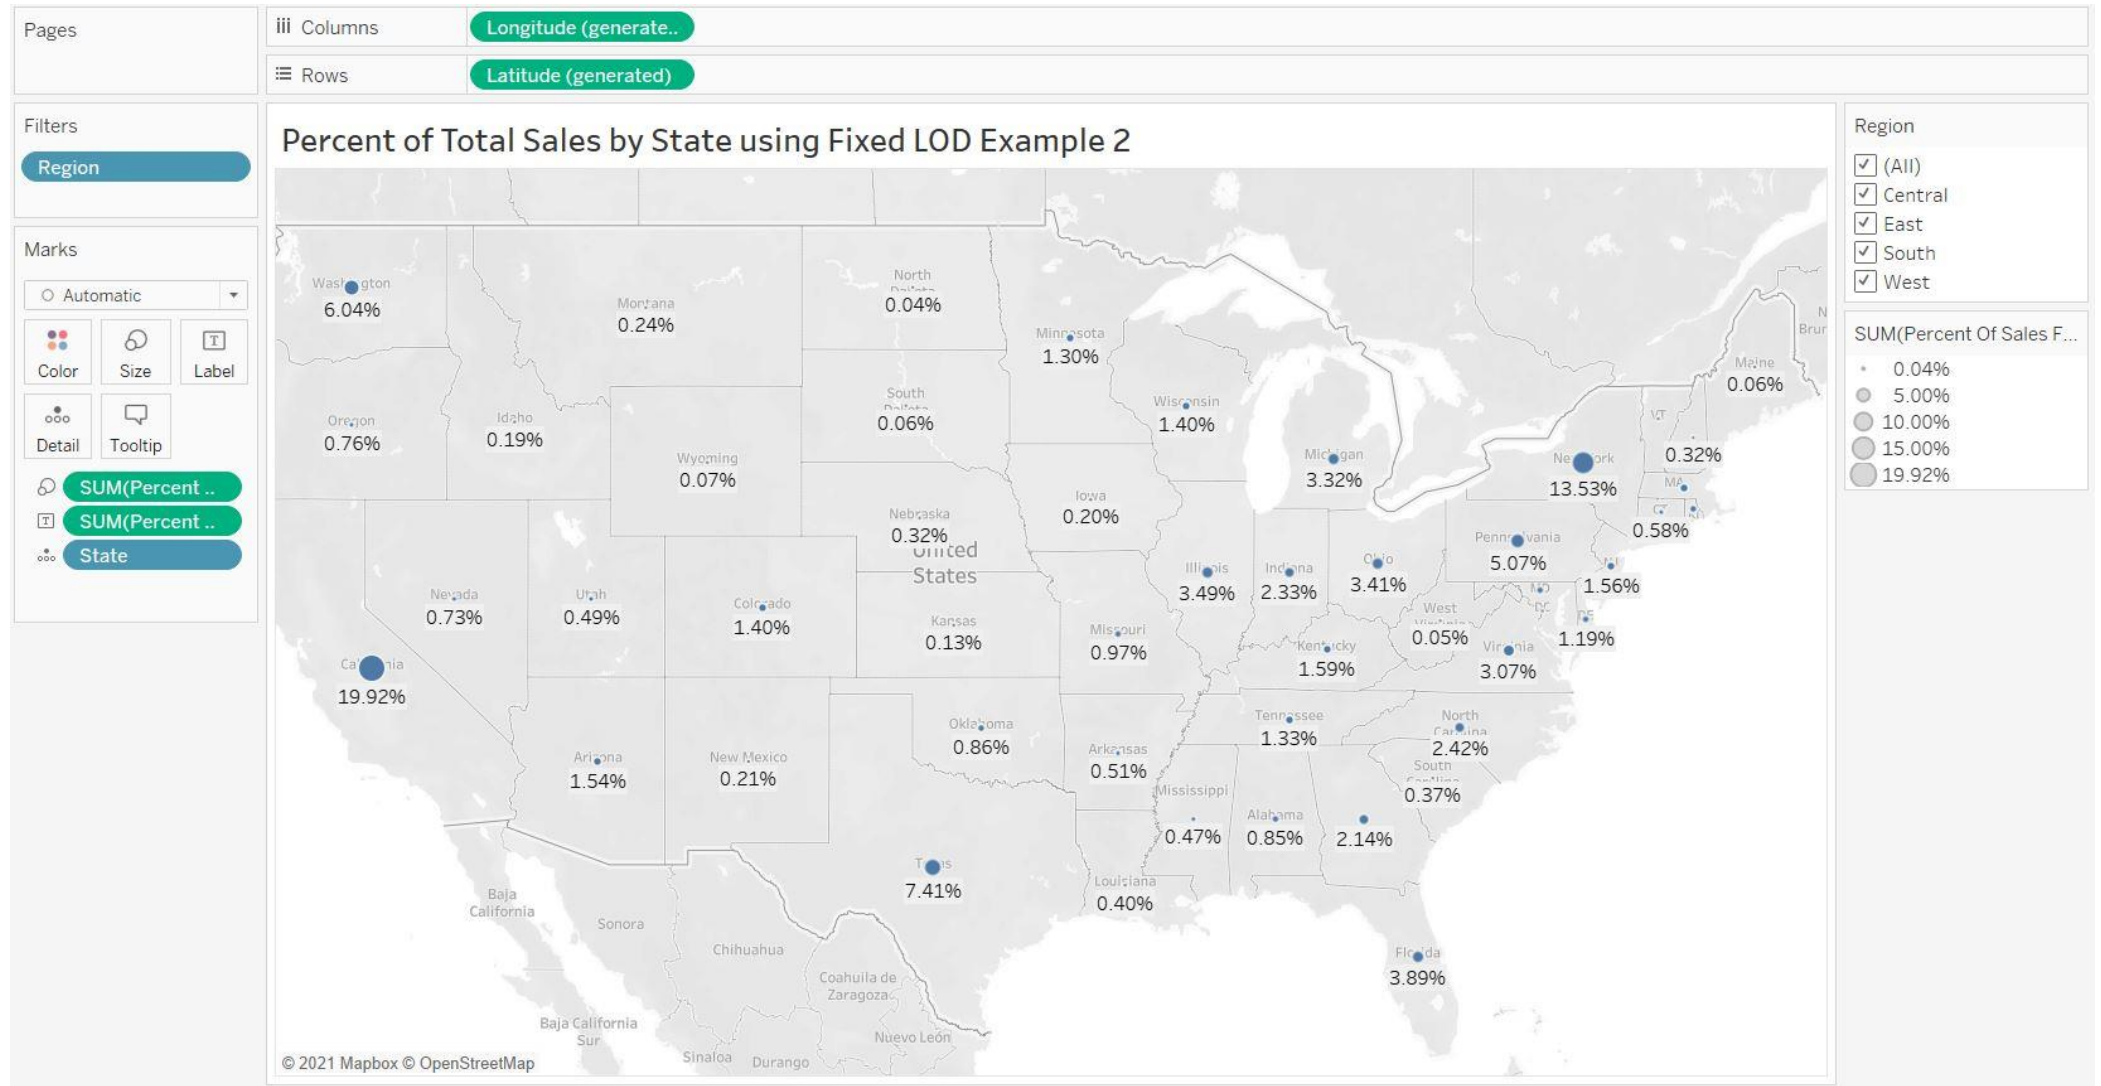 Pages
iii Columns
Longitude (generate..
Rows
Latitude (generated)
Filters
Region
Marks
Automatic
Color
Size
Label
Detail
Tooltip
SUM(Percent ..
SUM(Percent ..
State
Percent of Total Sales by State using Fixed LOD Example 2
6.04%
Montana
0.24%
North
0.04%
Minnesota
1.30%
Maine
0.06%
Oregon
0.76%
Idaho
0.19%
Wyoming
0.07%
South
0.06%
Wisconsin
1.40%
Michigan
3.32%
13.53%
VT
0.32%
MA
Nebraska
0.32%
United
States
Iowa
0.20%
CT
0.58%
Nevada
0.73%
Utah
0.49%
Colorado
1.40%
Kansas
0.13%
Missouri
0.97%
Illinois
3.49%
Indiana
2.33%
Ohio
3.41%
5.07%
NJ
1.56%
MD
DC
DE
1.19%
West
0.05%
Virginia
3.07%
Kentucky
1.59%
19.92%
Arizona
1.54%
New Mexico
0.21%
Oklahoma
0.86%
Arkansas
0.51%
Tennessee
1.33%
North
2.42%
South
0.37%
Mississippi
0.47%
Alabama
0.85%
2.14%
7.41%
Louisiana
0.40%
Florida
3.89%
Baja
California
Sonora
Chihuahua
Coahuila de
Zaragoza
Baja California
Sur
Sinaloa
Durango
Nuevo León
© 2021 Mapbox © OpenStreetMap
Region
(All)
Central
East
South
West
SUM(Percent Of Sales F...
0.04%
5.00%
10.00%
15.00%
19.92%